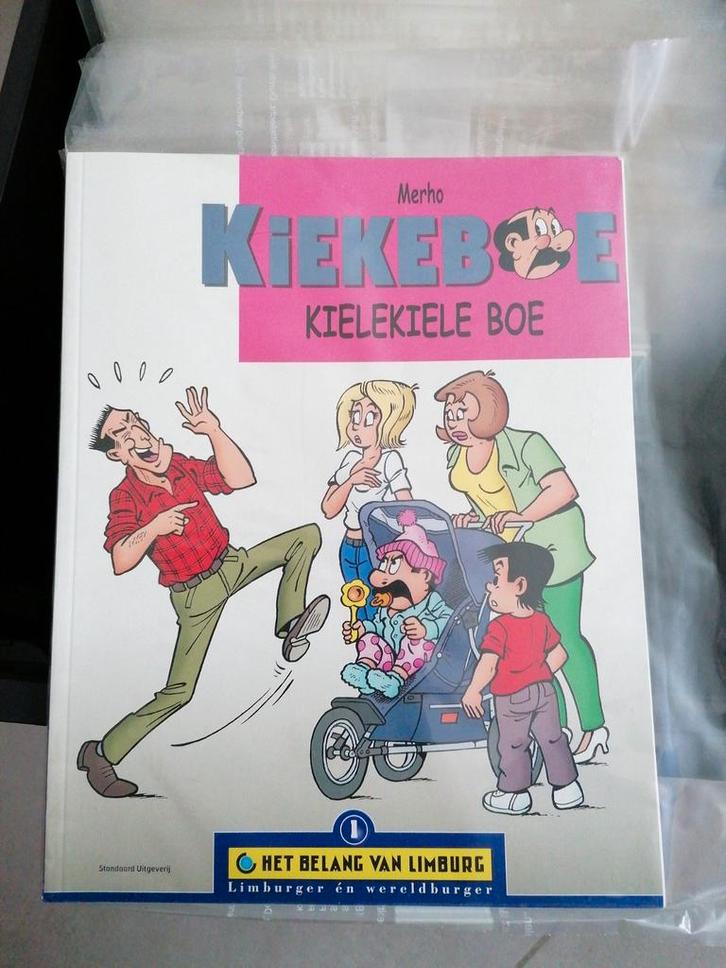 Merho
KiEKEBOE
KIELEKIELE BOE
1
HET BELANG VAN LIMBURG
Limburger én wereldburger
Standaard Uitgeverij